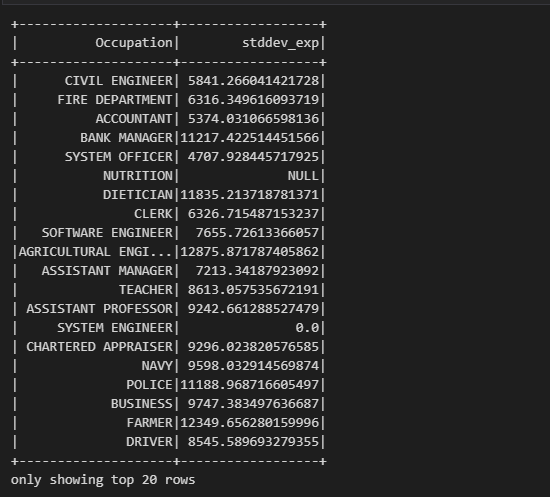 +--------------------+------------------+
|          Occupation|        stddev_exp|
+--------------------+------------------+
|      CIVIL ENGINEER| 5841.266041421728|
|     FIRE DEPARTMENT| 6316.349616093719|
|          ACCOUNTANT| 5374.031066598136|
|        BANK MANAGER|11217.422514451566|
|      SYSTEM OFFICER| 4707.928445717925|
|           NUTRITION|              NULL|
|           DIETICIAN|11835.213718781371|
|               CLERK| 6326.715487153237|
|   SOFTWARE ENGINEER|  7655.72613366057|
|AGRICULTURAL ENGI...|12875.871787405862|
|   ASSISTANT MANAGER|  7213.34187923092|
|             TEACHER| 8613.057535672191|
| ASSISTANT PROFESSOR| 9242.661288527479|
|     SYSTEM ENGINEER|               0.0|
| CHARTERED APPRAISER| 9296.023820576585|
|                NAVY| 9598.032914569874|
|              POLICE|11188.968716605497|
|            BUSINESS| 9747.383497636687|
|              FARMER|12349.656280159996|
|              DRIVER| 8545.589693279355|
+--------------------+------------------+
only showing top 20 rows